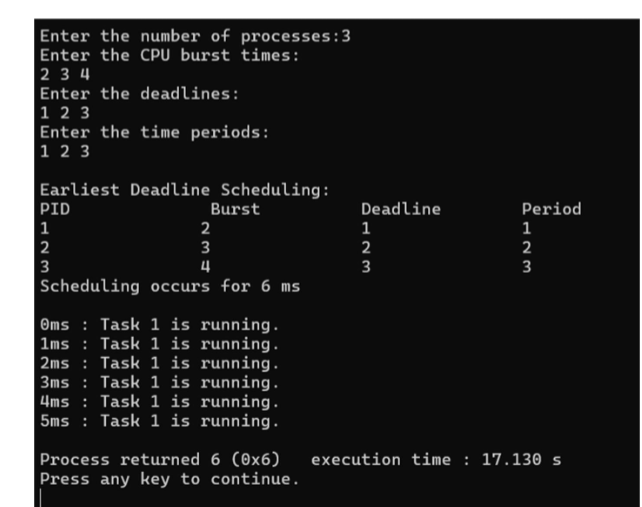 Enter the number of processes:3
Enter the CPU burst times:
2 3 4
Enter the deadlines:
1 2 3
Enter the time periods:
1 2 3
Earliest Deadline Scheduling:
PID Burst Deadline Period
1 2 1 1
2 3 2 2
3 4 3 3
Scheduling occurs for 6 ms
0ms : Task 1 is running.
1ms : Task 1 is running.
2ms : Task 1 is running.
3ms : Task 1 is running.
4ms : Task 1 is running.
5ms : Task 1 is running.
Process returned 6 (0x6)   execution time : 17.130 s
Press any key to continue.